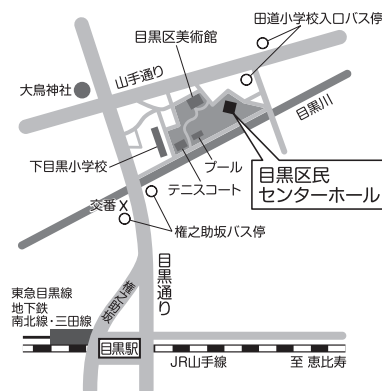 田道小学校入口バス停
目黒区美術館
山手通り
大鳥神社
目黒川
下目黒小学校
プール
テニスコート
目黒区民
センターホール
交番
権之助坂バス停
目黒通り
権之助坂
東急目黒線
地下鉄
南北線・三田線
目黒駅
JR山手線
至 恵比寿